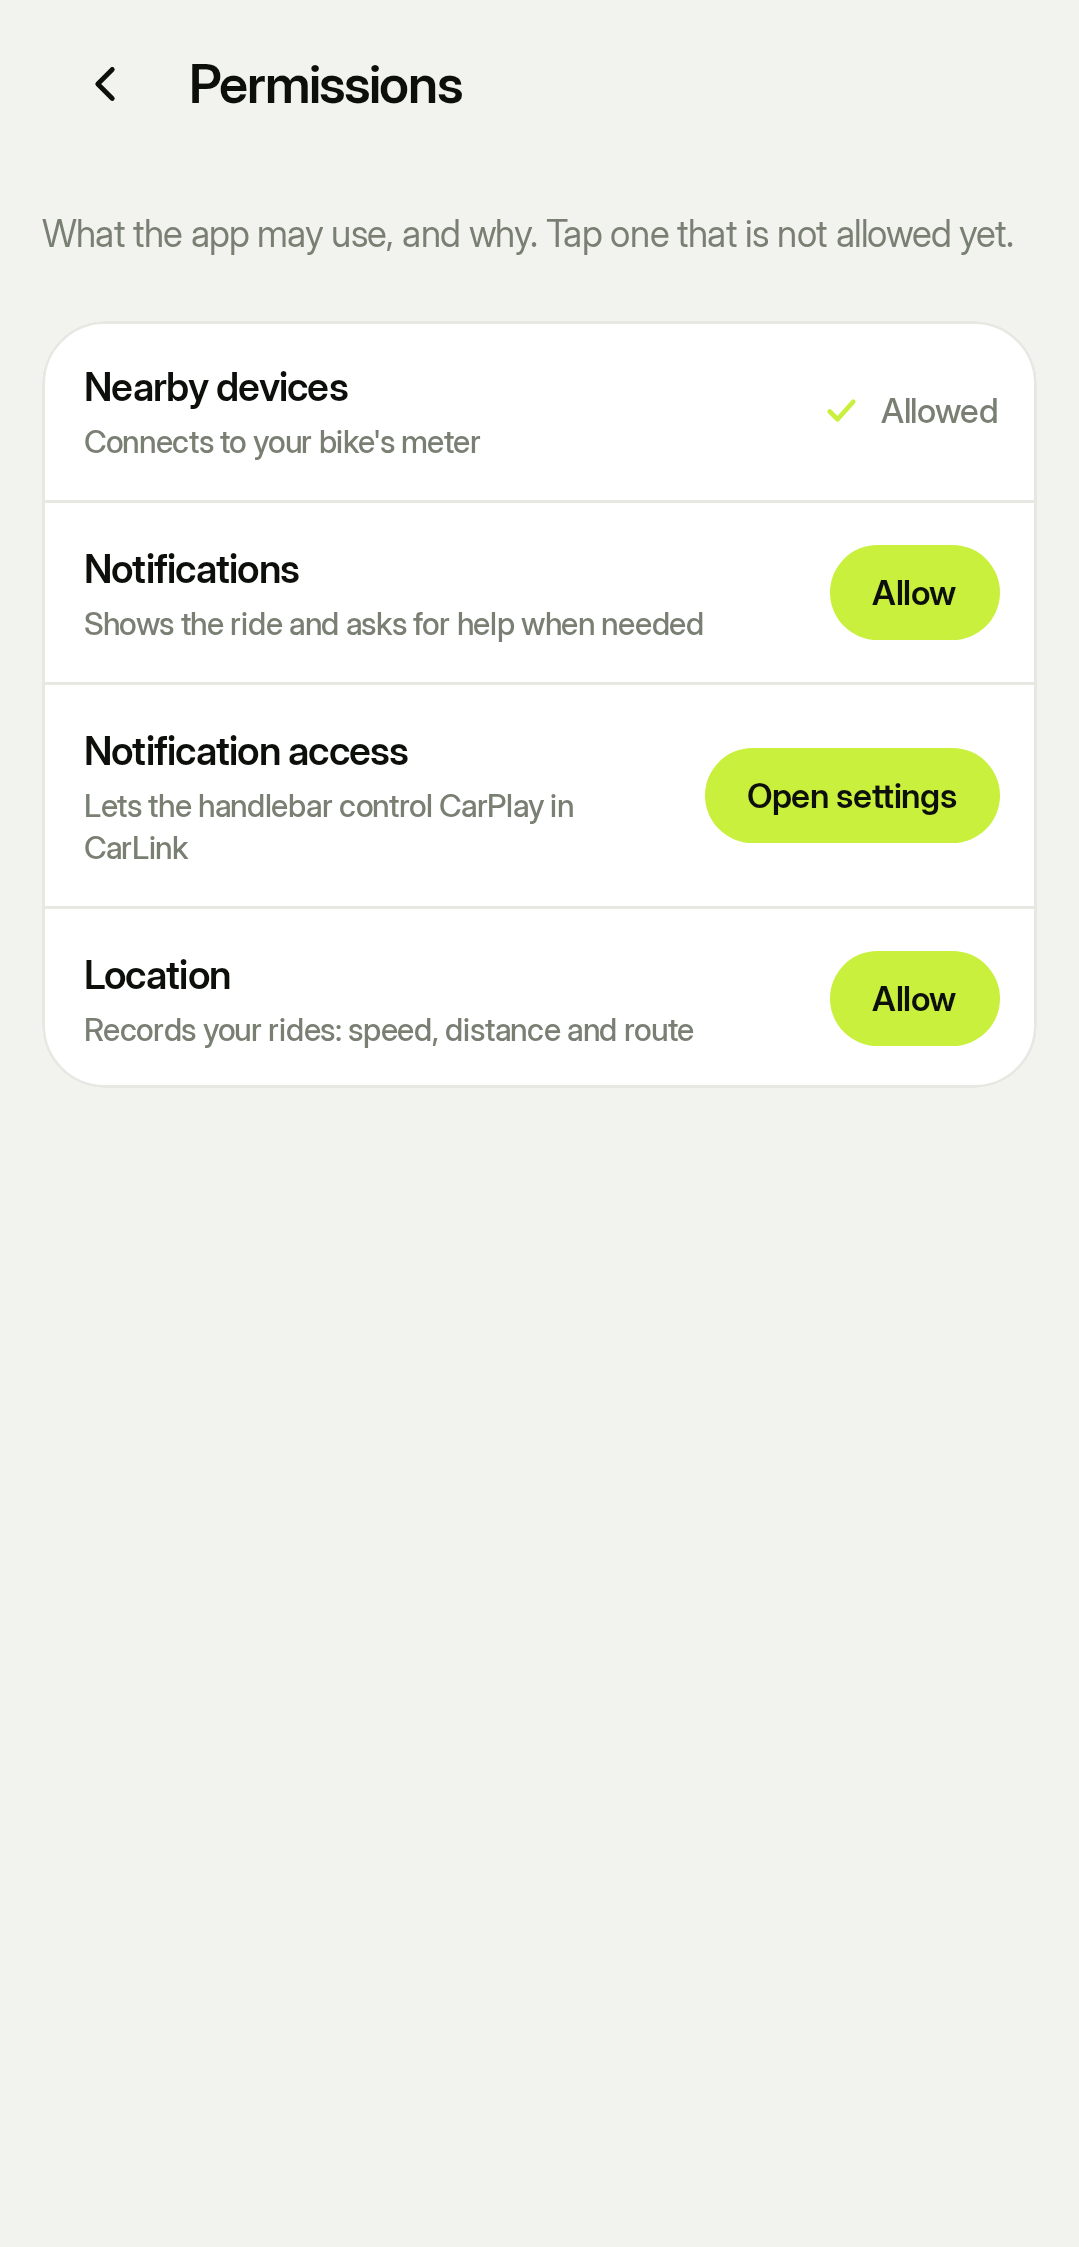 Permissions
What the app may use, and why. Tap one that is not allowed yet.
Nearby devices
Connects to your bike's meter
Allowed
Notifications
Shows the ride and asks for help when needed
Allow
Notification access
Lets the handlebar control CarPlay in
CarLink
Open settings
Location
Records your rides: speed, distance and route
Allow